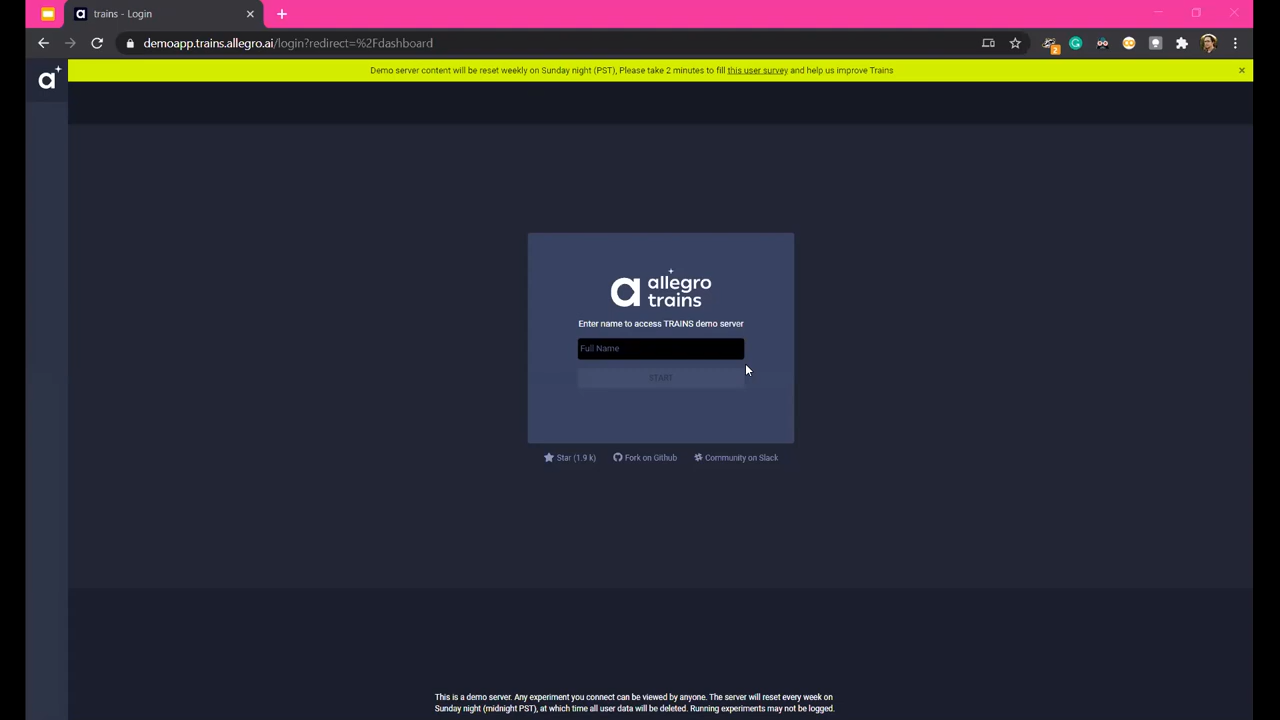 trains - Login
demoapp.trains.allegro.ai/login?redirect=%2Fdashboard
2
Demo server content will be reset weekly on Sunday night (PST), Please take 2 minutes to fill this user survey and help us improve Trains
a
allegro
trains
Enter name to access TRAINS demo server
Full Name
START
Star (1.9 k) Fork on Github Community on Slack
This is a demo server. Any experiment you connect can be viewed by anyone. The server will reset every week on
Sunday night (midnight PST), at which time all user data will be deleted. Running experiments may not be logged.